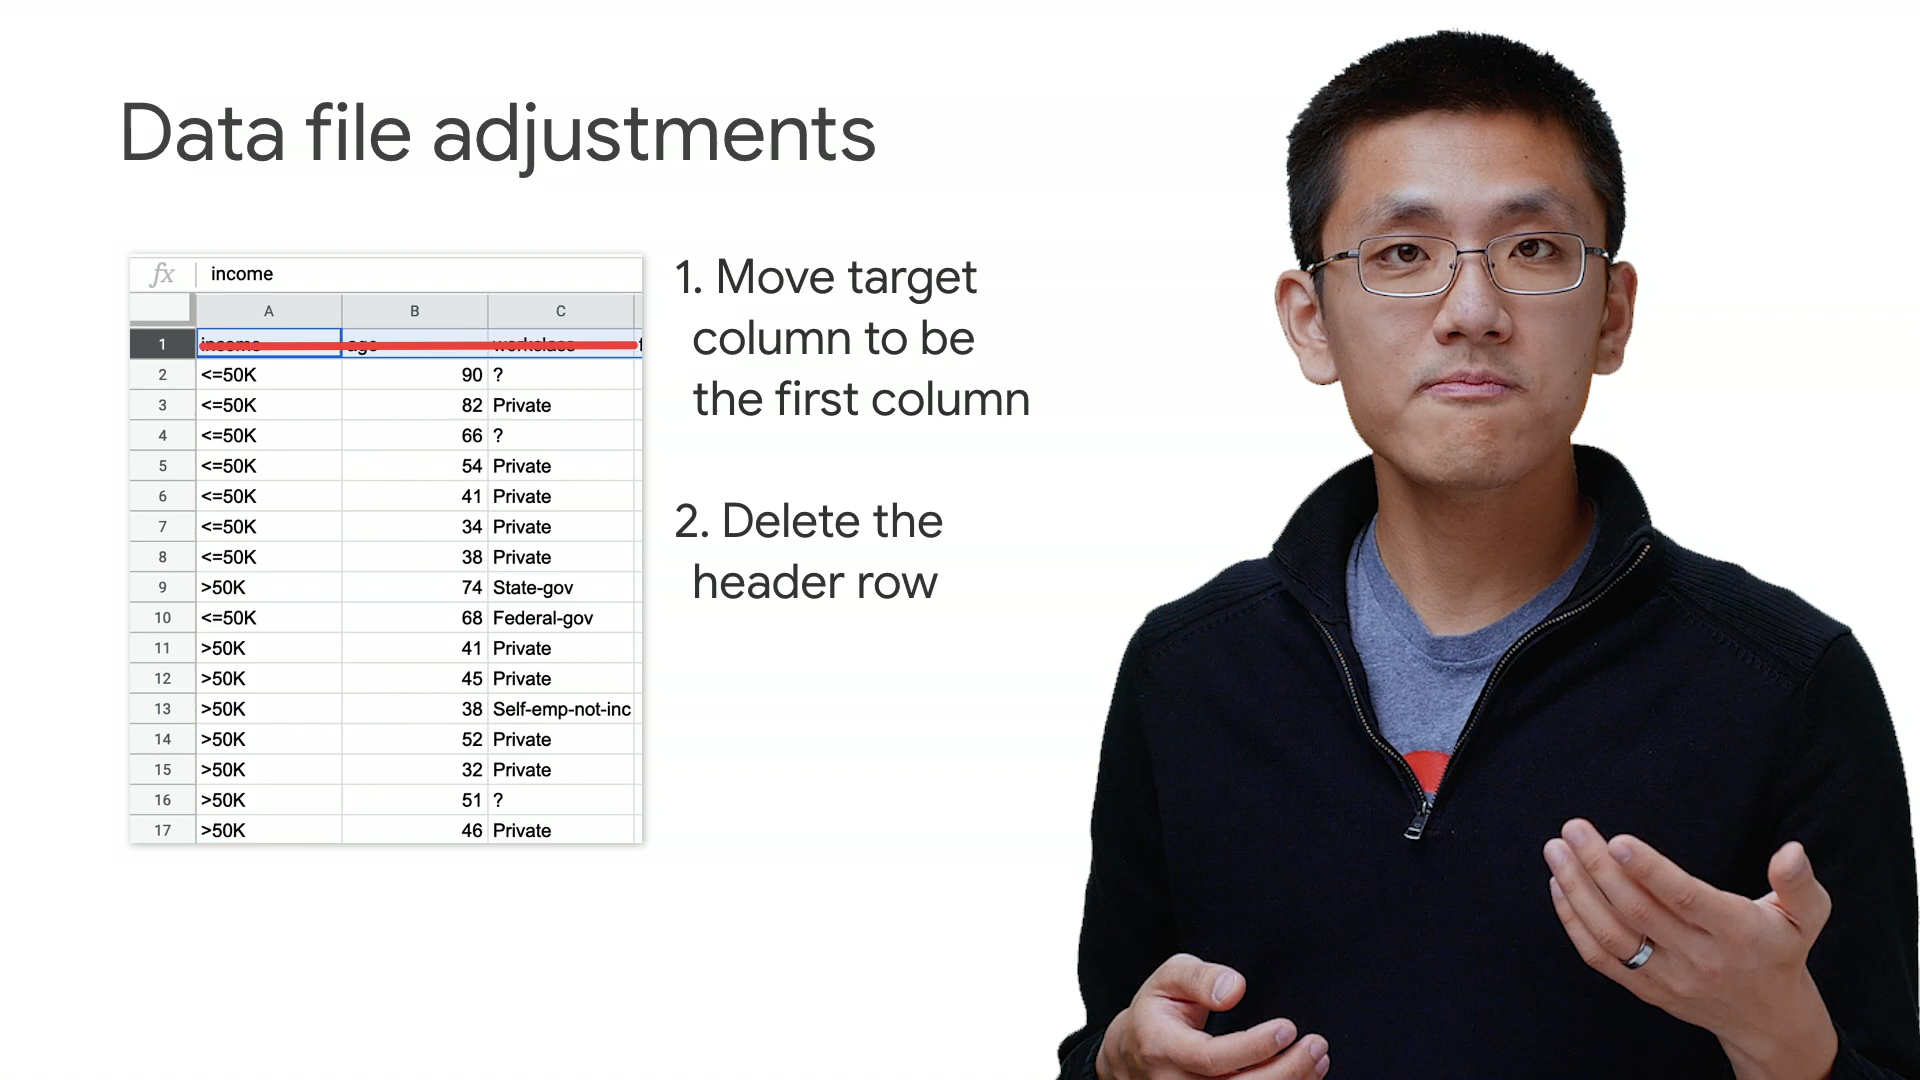 Data file adjustments
fx income
A B C
1 income age workclass
2 <=50K 90 ?
3 <=50K 82 Private
4 <=50K 66 ?
5 <=50K 54 Private
6 <=50K 41 Private
7 <=50K 34 Private
8 <=50K 38 Private
9 >50K 74 State-gov
10 <=50K 68 Federal-gov
11 >50K 41 Private
12 >50K 45 Private
13 >50K 38 Self-emp-not-inc
14 >50K 52 Private
15 >50K 32 Private
16 >50K 51 ?
17 >50K 46 Private
1. Move target
column to be
the first column
2. Delete the
header row